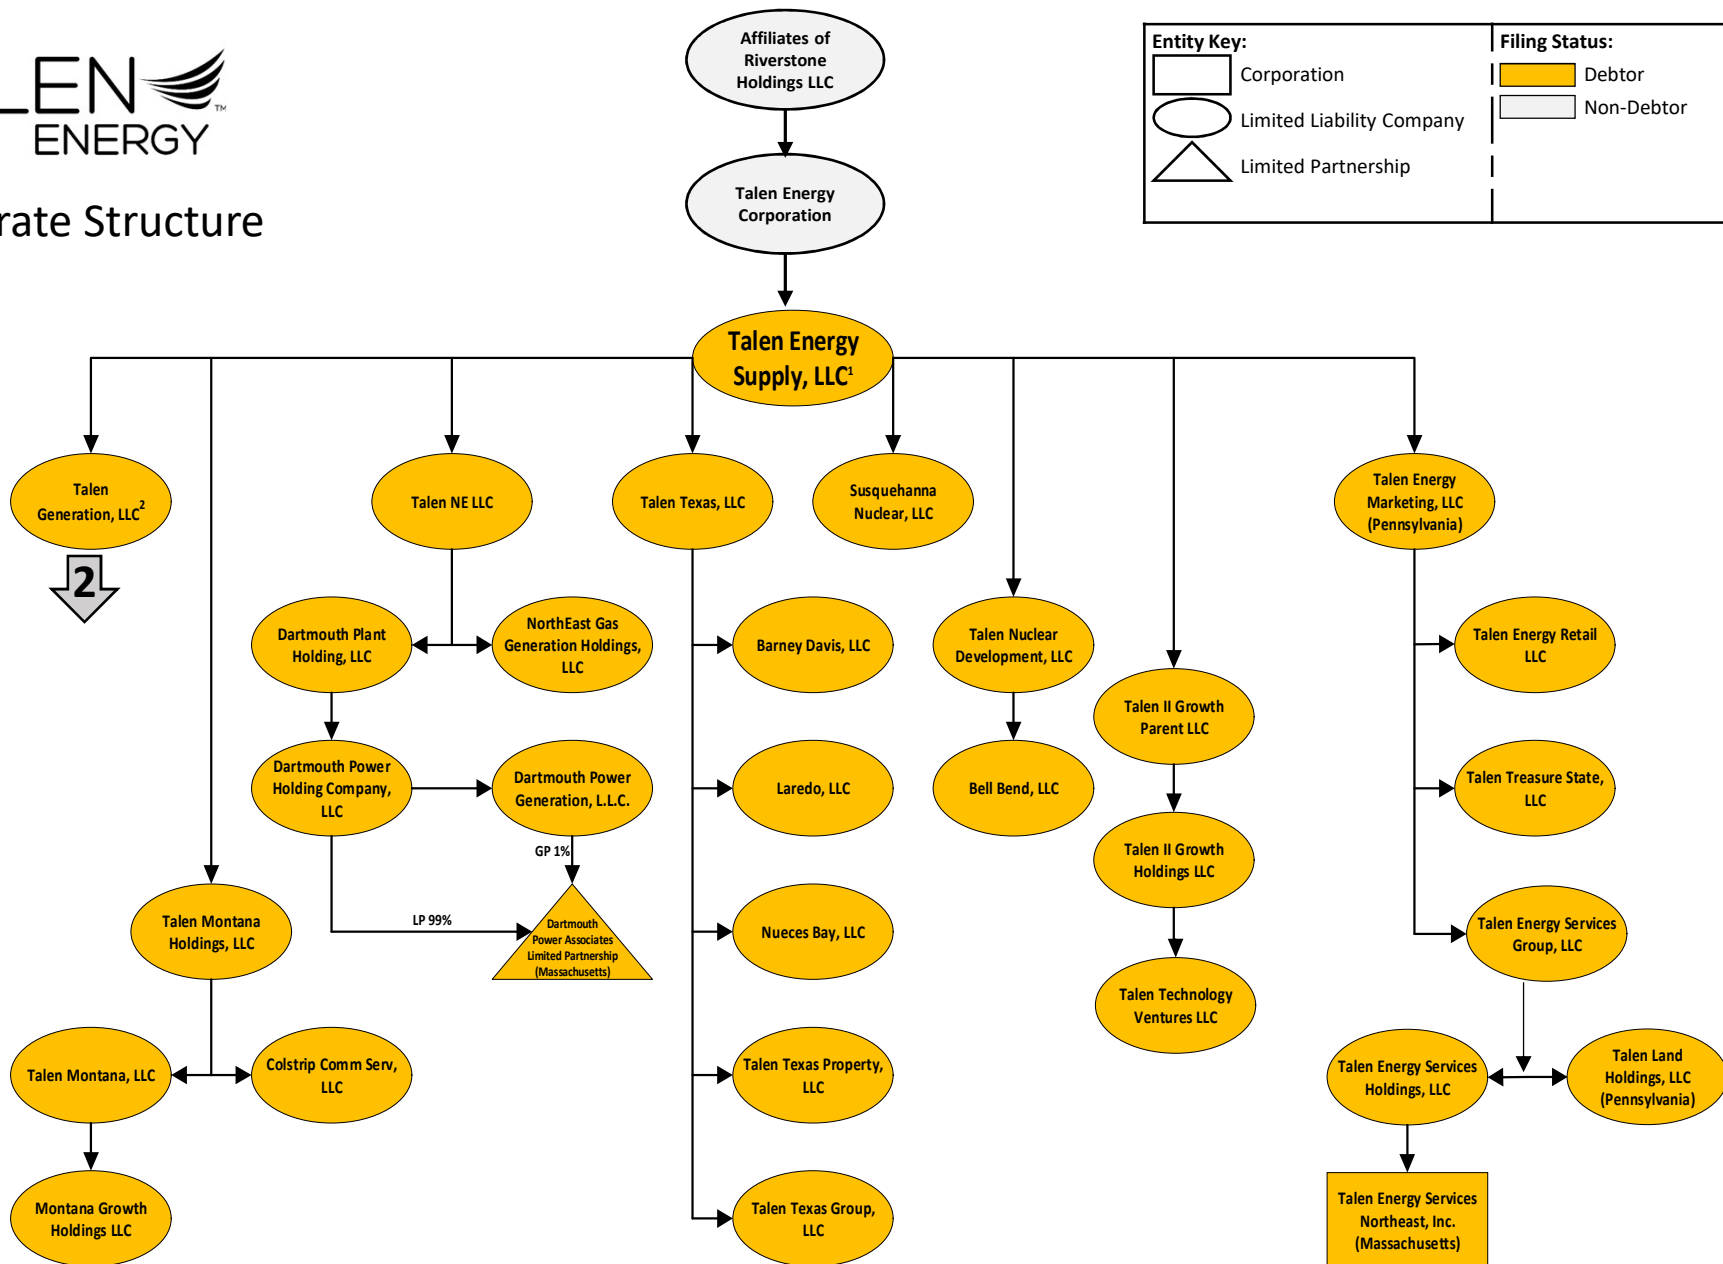 LEN
ENERGY
TM
rate Structure
Affiliates of
Riverstone
Holdings LLC
Entity Key:
Corporation
Limited Liability Company
Limited Partnership
Filing Status:
Debtor
Non-Debtor
Talen Energy
Corporation
Talen Energy
Supply, LLC¹
Talen
Generation, LLC²
2
Talen NE LLC
Talen Texas, LLC
Susquehanna
Nuclear, LLC
Talen Energy
Marketing, LLC
(Pennsylvania)
Dartmouth Plant
Holding, LLC
NorthEast Gas
Generation Holdings,
LLC
Barney Davis, LLC
Talen Nuclear
Development, LLC
Talen Energy Retail
LLC
Talen II Growth
Parent LLC
Dartmouth Power
Holding Company,
LLC
Dartmouth Power
Generation, L.L.C.
Laredo, LLC
Bell Bend, LLC
Talen Treasure State,
LLC
GP 1%
Talen II Growth
Holdings LLC
Talen Montana
Holdings, LLC
LP 99%
Dartmouth
Power Associates
Limited Partnership
(Massachusetts)
Nueces Bay, LLC
Talen Energy Services
Group, LLC
Talen Technology
Ventures LLC
Talen Montana, LLC
Colstrip Comm Serv,
LLC
Talen Texas Property,
LLC
Talen Energy Services
Holdings, LLC
Talen Land
Holdings, LLC
(Pennsylvania)
Montana Growth
Holdings LLC
Talen Texas Group,
LLC
Talen Energy Services
Northeast, Inc.
(Massachusetts)